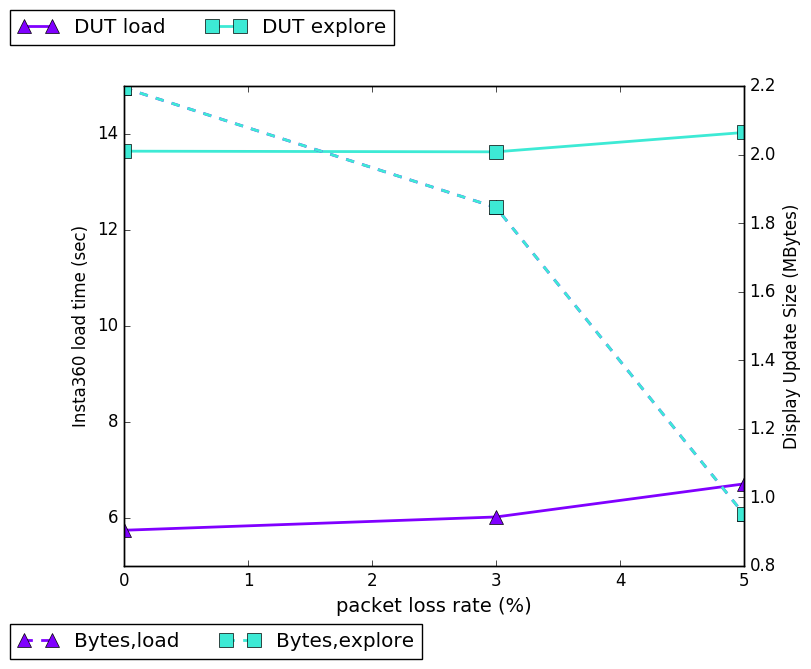 DUT load DUT explore
2.2
14
2.0
12
1.8
1.6
10
1.4
8
1.2
1.0
6
0.8
Insta360 load time (sec)
Display Update Size (MBytes)
0 1 2 3 4 5
packet loss rate (%)
Bytes,load Bytes,explore